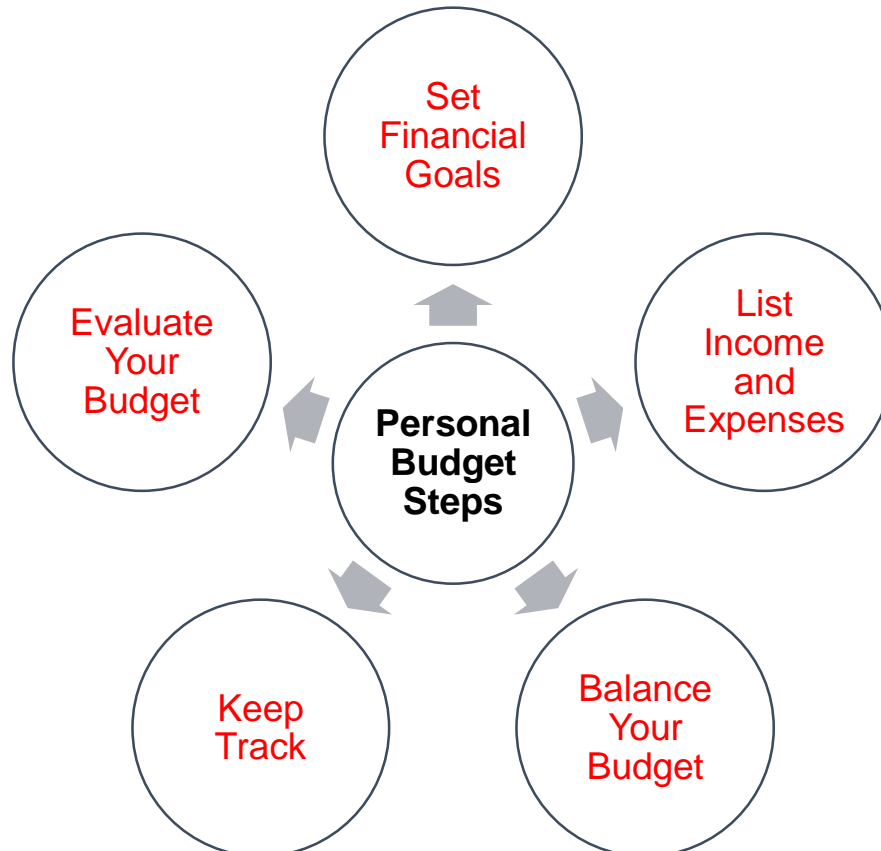 Set
Financial
Goals
List
Income
and
Expenses
Balance
Your
Budget
Keep
Track
Evaluate
Your
Budget
Personal
Budget
Steps